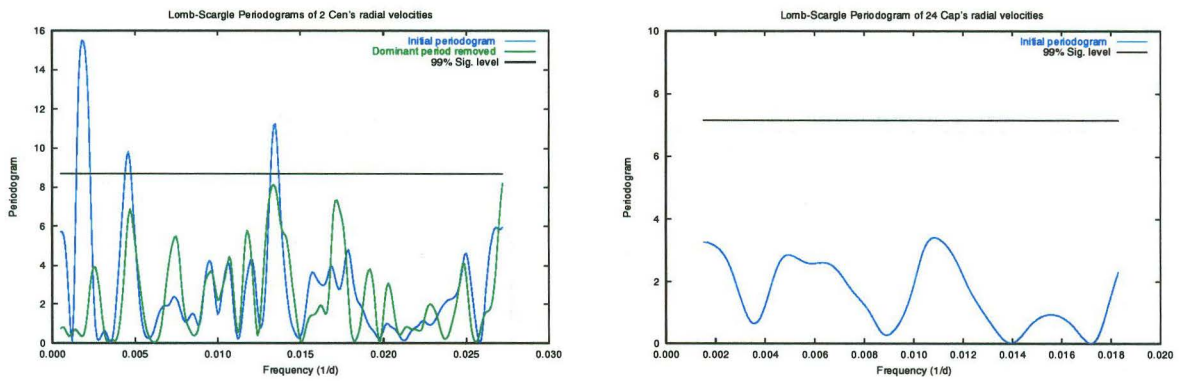 Lomb-Scargle Periodograms of 2 Cen's radial velocities
16
14
12
10
8
6
4
2
0
Periodogram
Initial periodogram
Dominant period removed
99% Sig. level
0.000 0.005 0.010 0.015 0.020 0.025 0.030
Frequency (1/d)
Lomb-Scargle Periodogram of 24 Cap's radial velocities
10
8
6
4
2
0
Periodogram
Initial periodogram
99% Sig. level
0.000 0.002 0.004 0.006 0.008 0.010 0.012 0.014 0.016 0.018 0.020
Frequency (1/d)